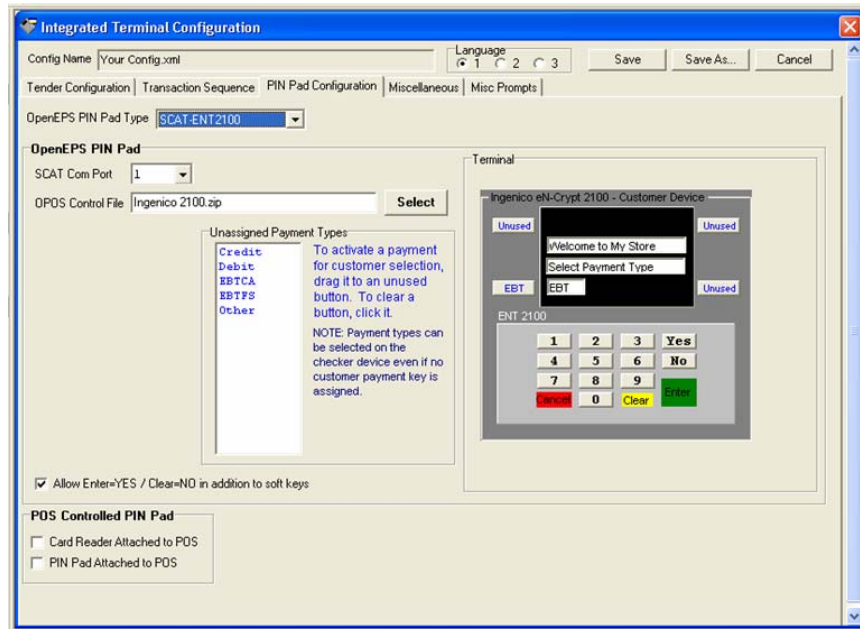 Integrated Terminal Configuration
Config Name Your Config.xml
Language
1 2 3
Save Save As... Cancel
Tender Configuration Transaction Sequence PIN Pad Configuration Miscellaneous Misc Prompts
OpenEPS PIN Pad Type SCAT-ENT2100
OpenEPS PIN Pad
SCAT Com Port 1
OPOS Control File Ingenico 2100.zip Select
Unassigned Payment Types
Credit
Debit
EBTCA
EBTFS
Other
To activate a payment
for customer selection,
drag it to an unused
button. To clear a
button, click it.
NOTE: Payment types can
be selected on the
checker device even if no
customer payment key is
assigned.
Terminal
Ingenico eN-Crypt 2100 - Customer Device
Unused Unused
Welcome to My Store
Select Payment Type
EBT EBT Unused
ENT 2100
1 2 3 Yes
4 5 6 No
7 8 9 Enter
Cancel 0 Clear
Allow Enter=YES / Clear=NO in addition to soft keys
POS Controlled PIN Pad
Card Reader Attached to POS
PIN Pad Attached to POS